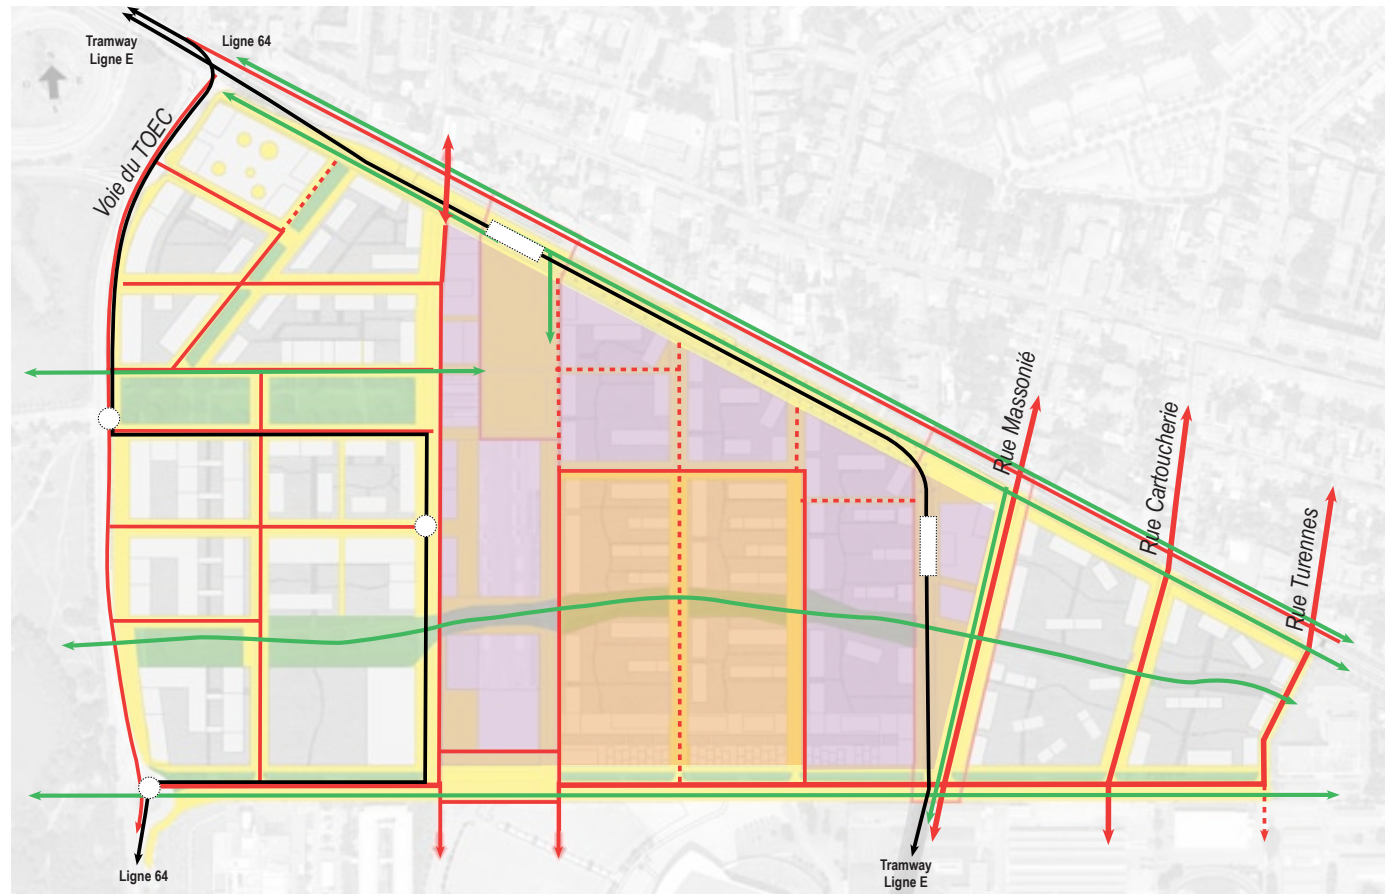 Tramway
Ligne E
Ligne 64
Voie du TOEC
Rue Massonié
Rue Cartoucherie
Rue Turennes
Ligne 64
Tramway
Ligne E